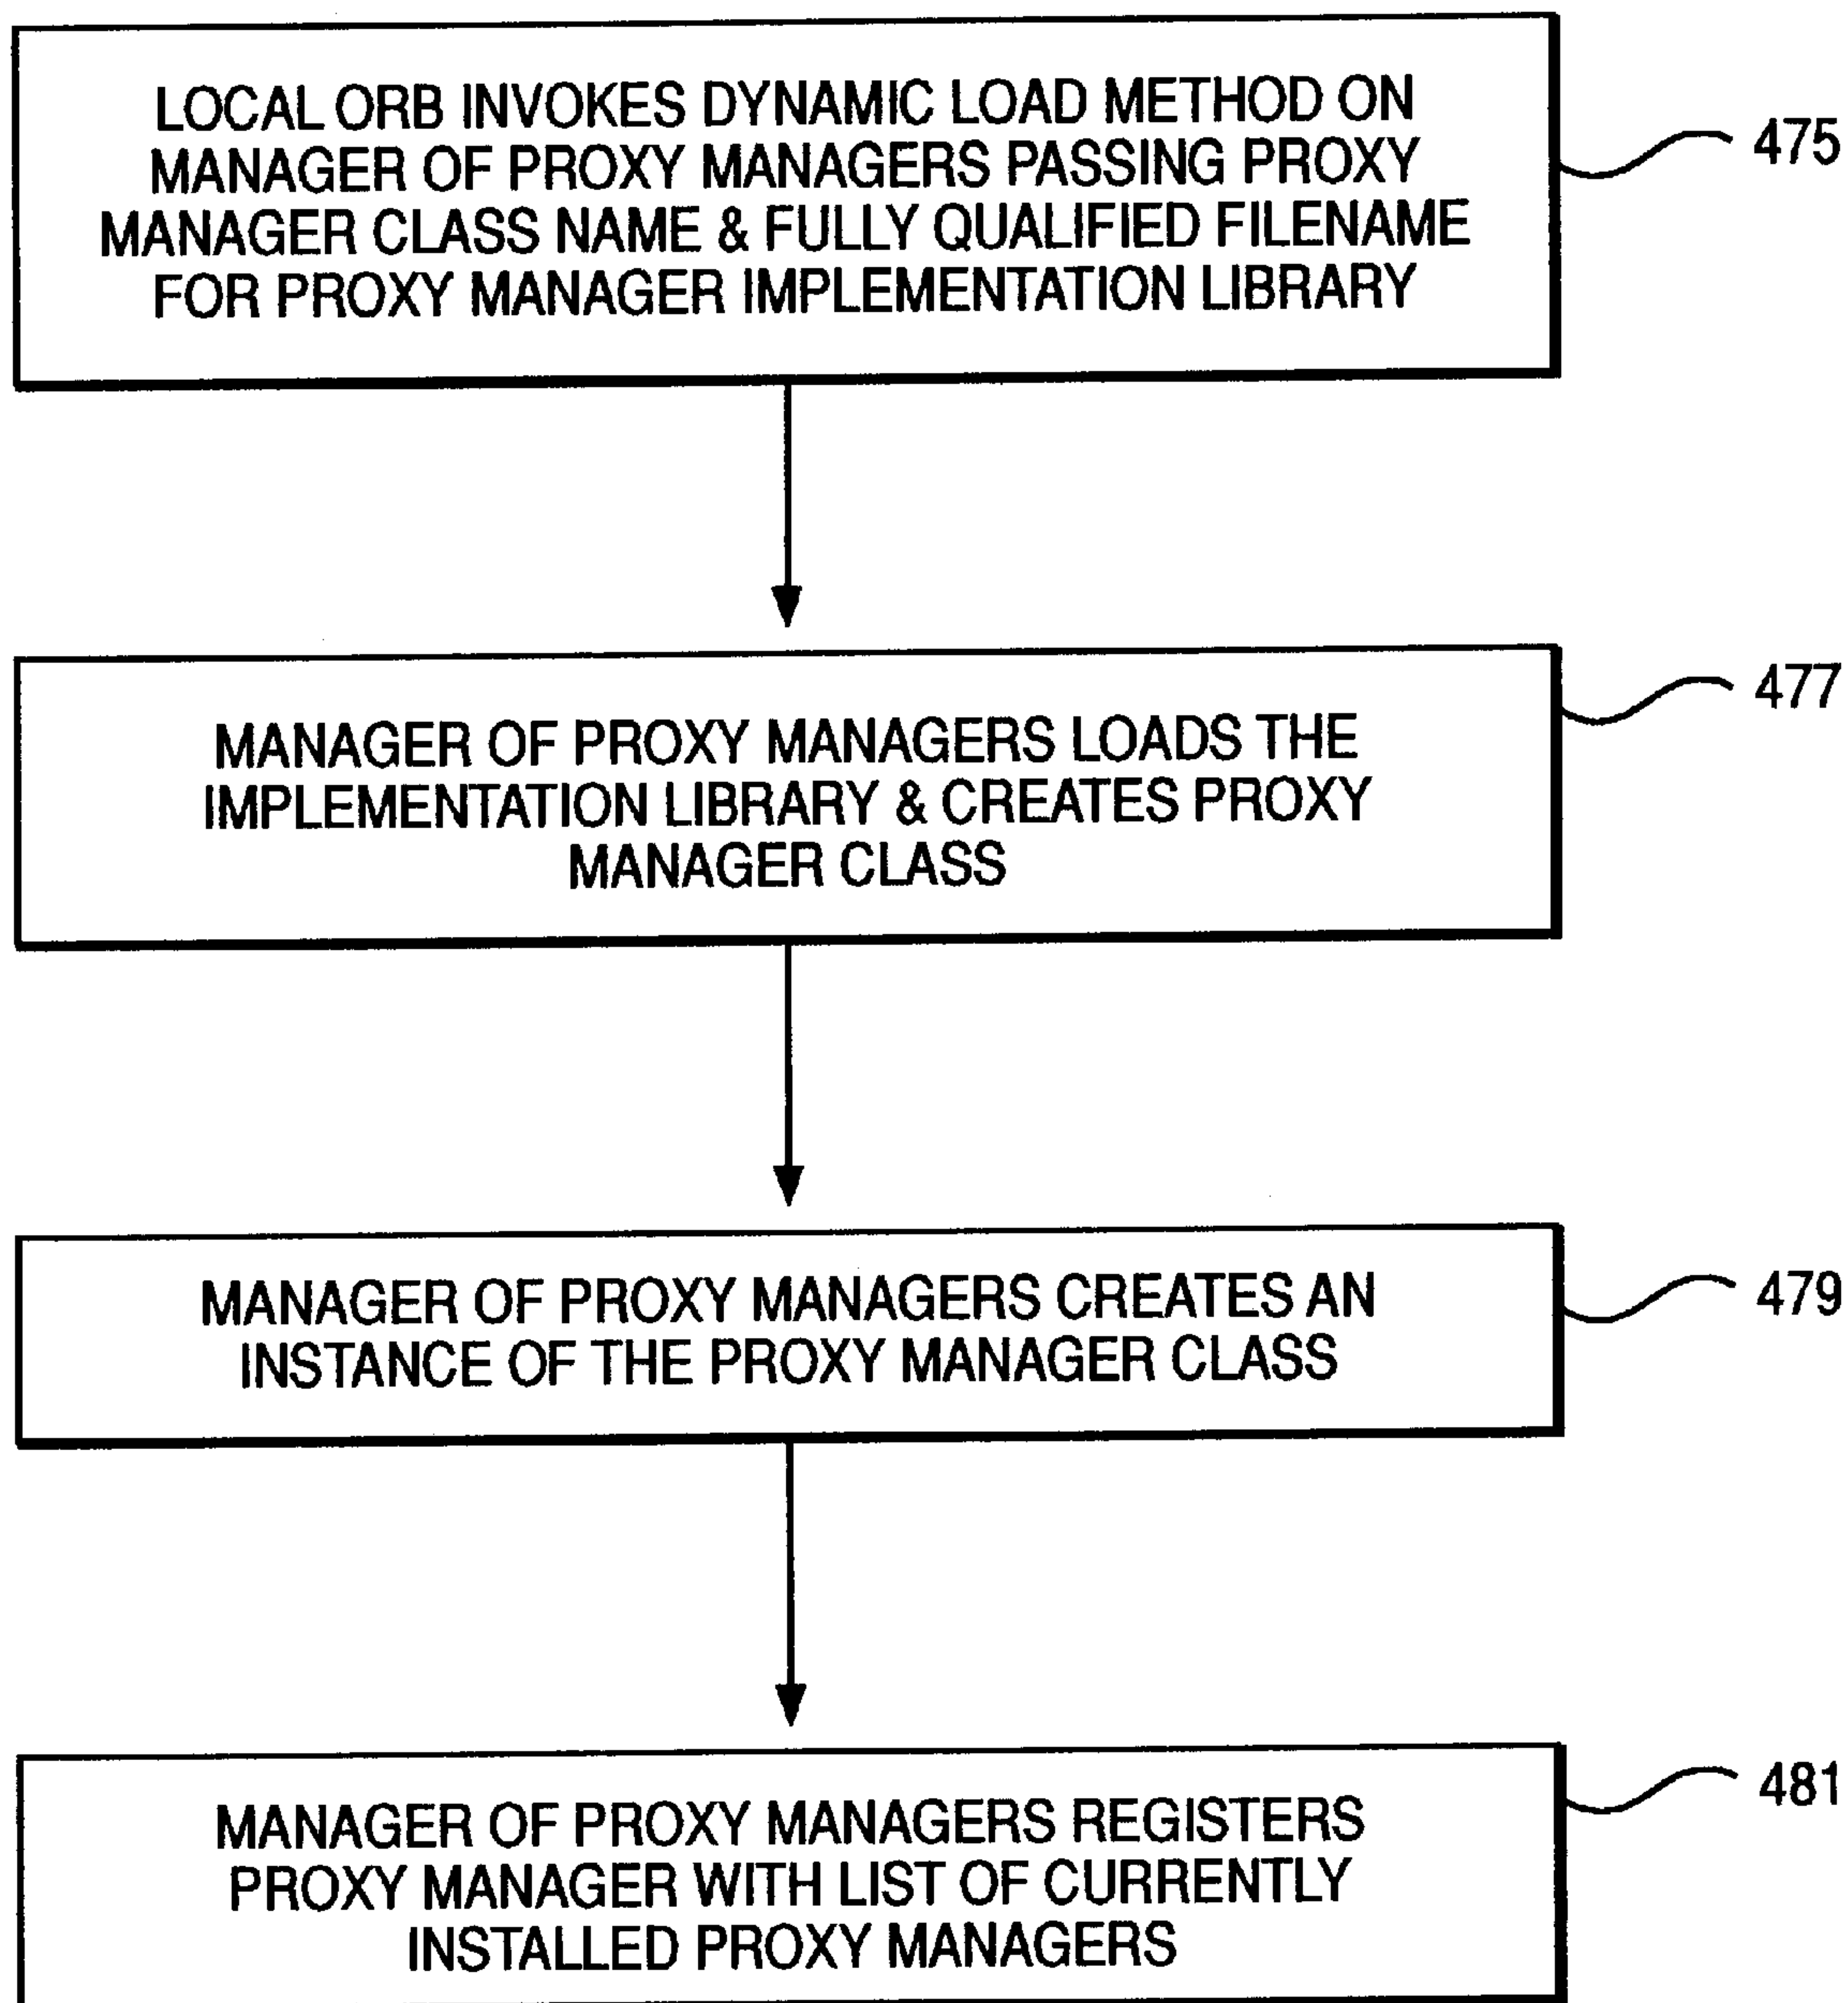 LOCAL ORB INVOKES DYNAMIC LOAD METHOD ON
MANAGER OF PROXY MANAGERS PASSING PROXY
MANAGER CLASS NAME & FULLY QUALIFIED FILENAME
FOR PROXY MANAGER IMPLEMENTATION LIBRARY
475
MANAGER OF PROXY MANAGERS LOADS THE
IMPLEMENTATION LIBRARY & CREATES PROXY
MANAGER CLASS
477
MANAGER OF PROXY MANAGERS CREATES AN
INSTANCE OF THE PROXY MANAGER CLASS
479
MANAGER OF PROXY MANAGERS REGISTERS
PROXY MANAGER WITH LIST OF CURRENTLY
INSTALLED PROXY MANAGERS
481